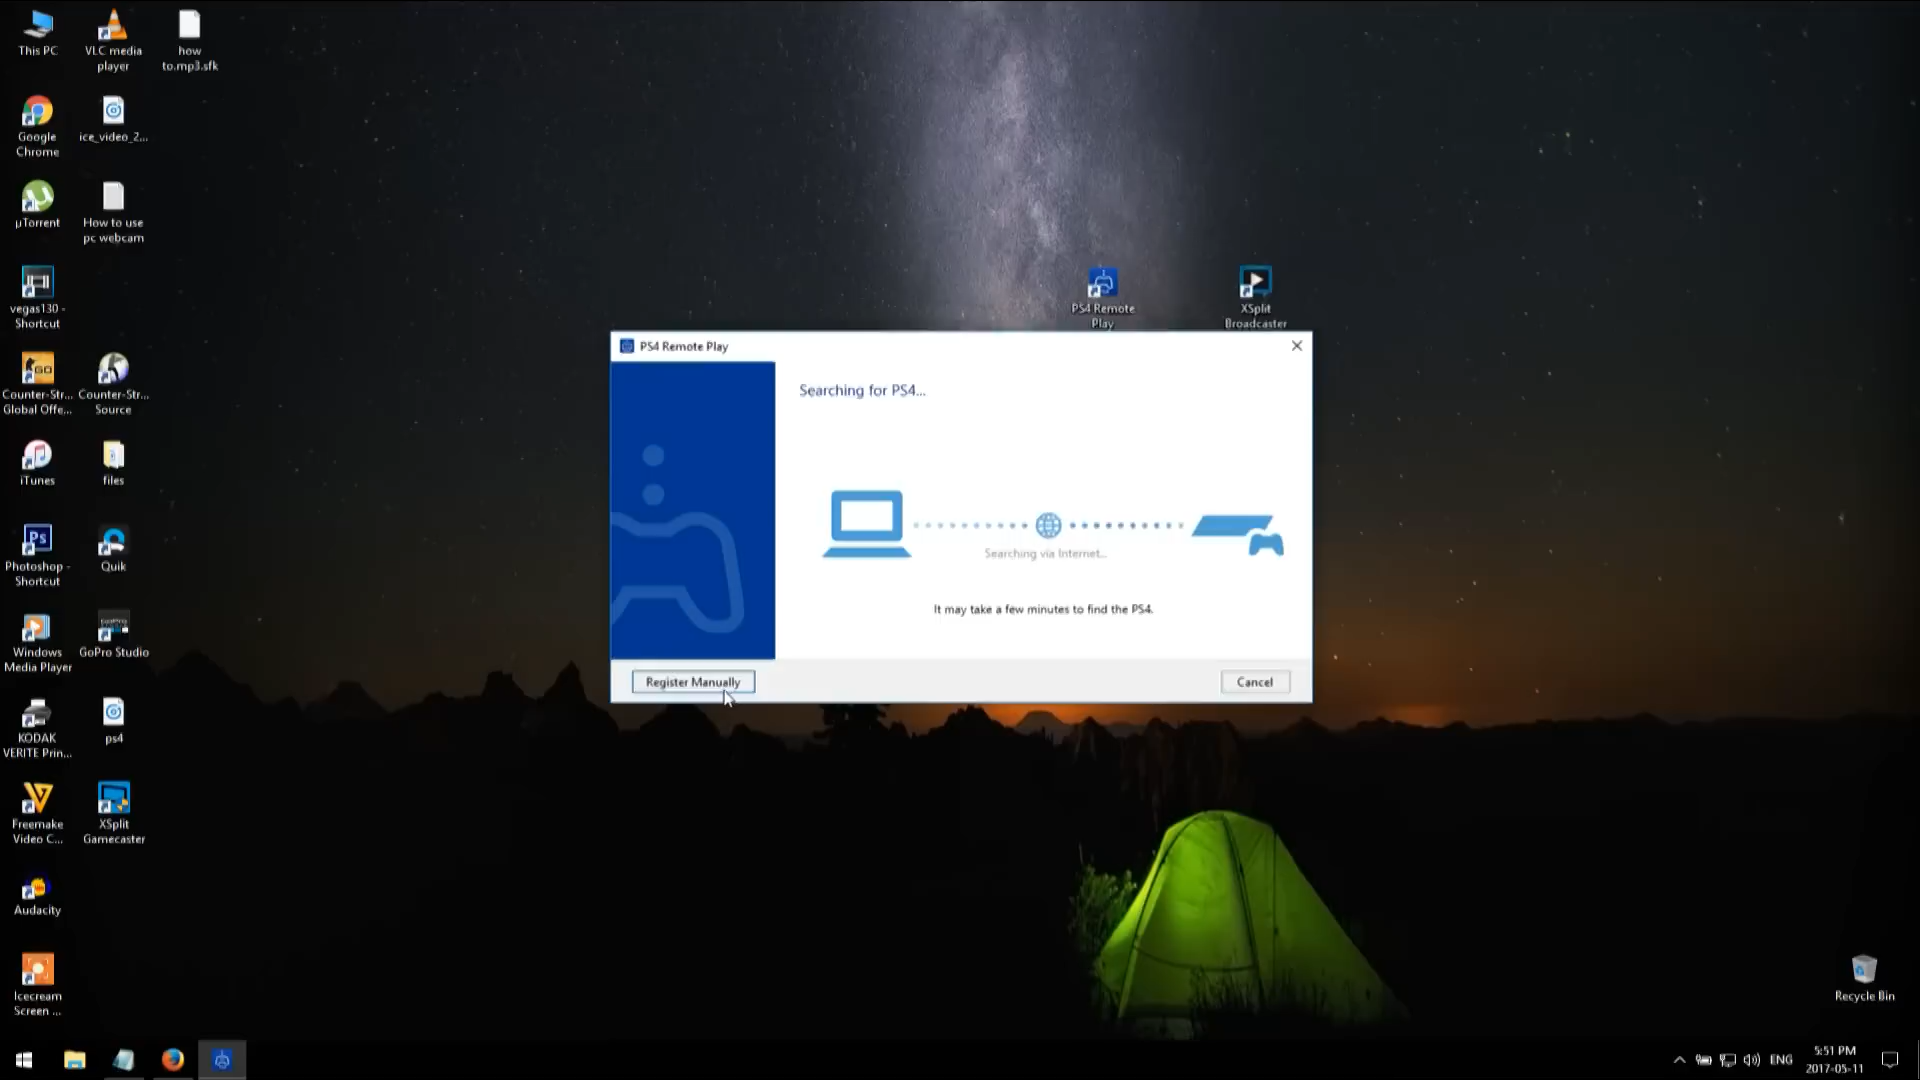 This PC
VLC media
player
how
to.mp3.sfk
Google
Chrome
ice_video_2...
µTorrent
How to use
pc webcam
vegas130 -
Shortcut
GO
Counter-Str...
Global Offe...
Counter-Str...
Source
iTunes
files
Ps
Photoshop -
Shortcut
Quik
Windows
Media Player
GoPro Studio
KODAK
VERITE Prin...
ps4
Freemake
Video C...
XSplit
Gamecaster
Audacity
Icecream
Screen ...
PS4 Remote
Play
XSplit
Broadcaster
PS4 Remote Play
Searching for PS4...
Searching via Internet...
It may take a few minutes to find the PS4.
Register Manually
Cancel
Recycle Bin
ENG
5:51 PM
2017-05-11